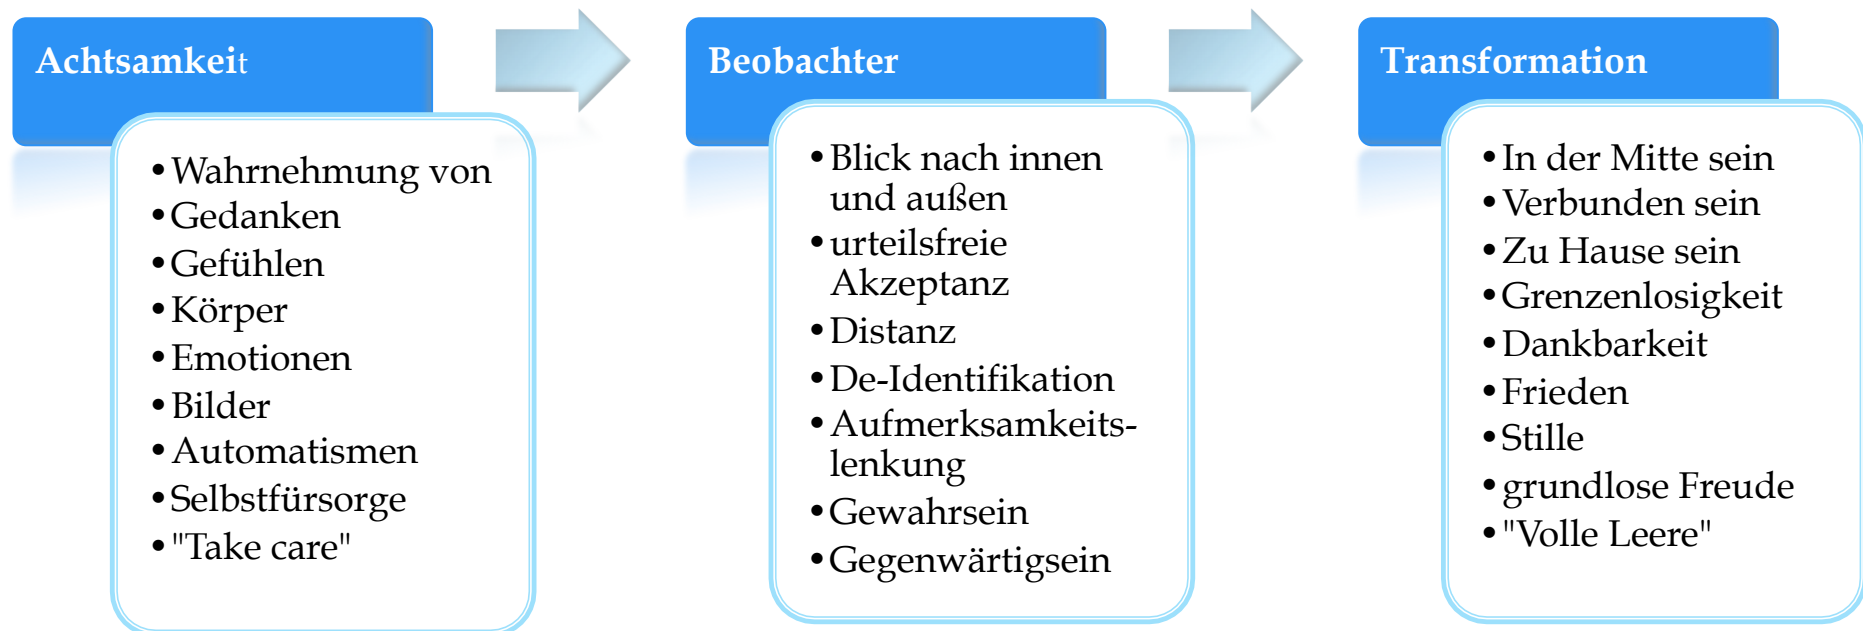 Achtsamkeit
• Wahrnehmung von
• Gedanken
• Gefühlen
• Körper
• Emotionen
• Bilder
• Automatismen
• Selbstfürsorge
• "Take care"
Beobachter
• Blick nach innen
und außen
• urteilsfreie
Akzeptanz
• Distanz
• De-Identifikation
• Aufmerksamkeits-
lenkung
• Gewahrsein
• Gegenwärtigsein
Transformation
• In der Mitte sein
• Verbunden sein
• Zu Hause sein
• Grenzenlosigkeit
• Dankbarkeit
• Frieden
• Stille
• grundlose Freude
• "Volle Leere"